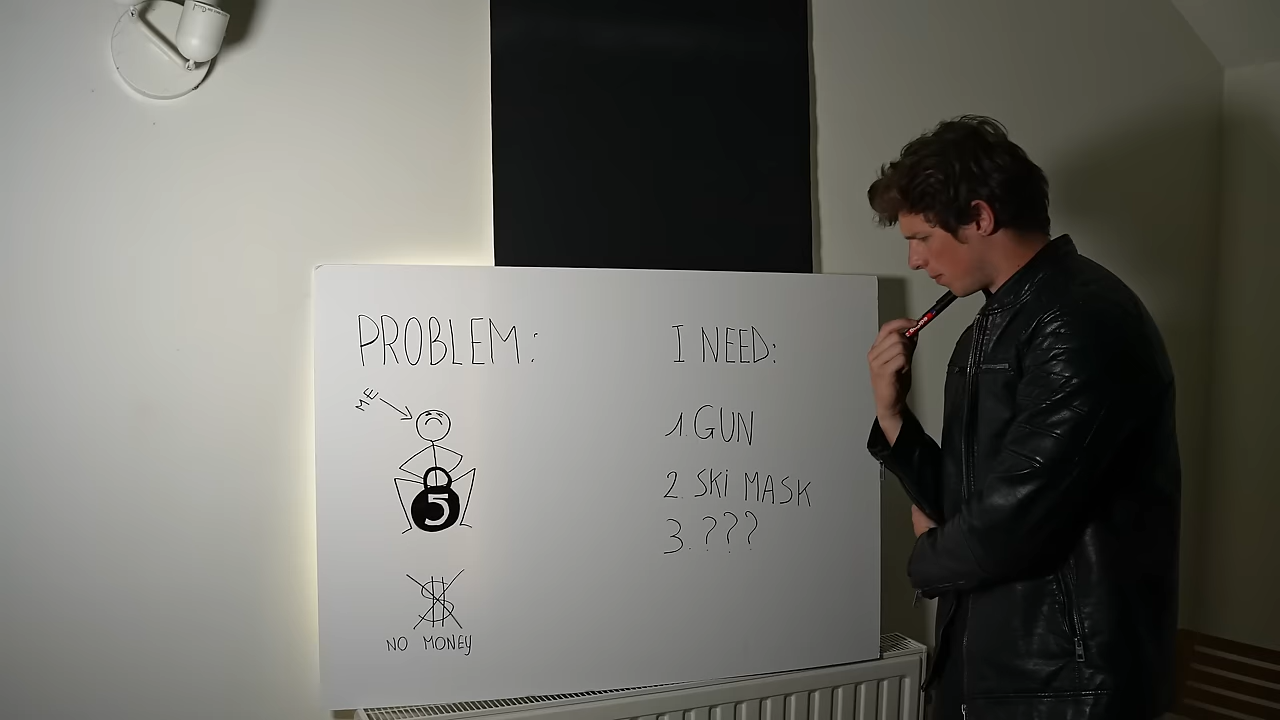 PROBLEM:
ME
5
$
NO MONEY
I NEED:
1. GUN
2. SKi MASK
3. ???